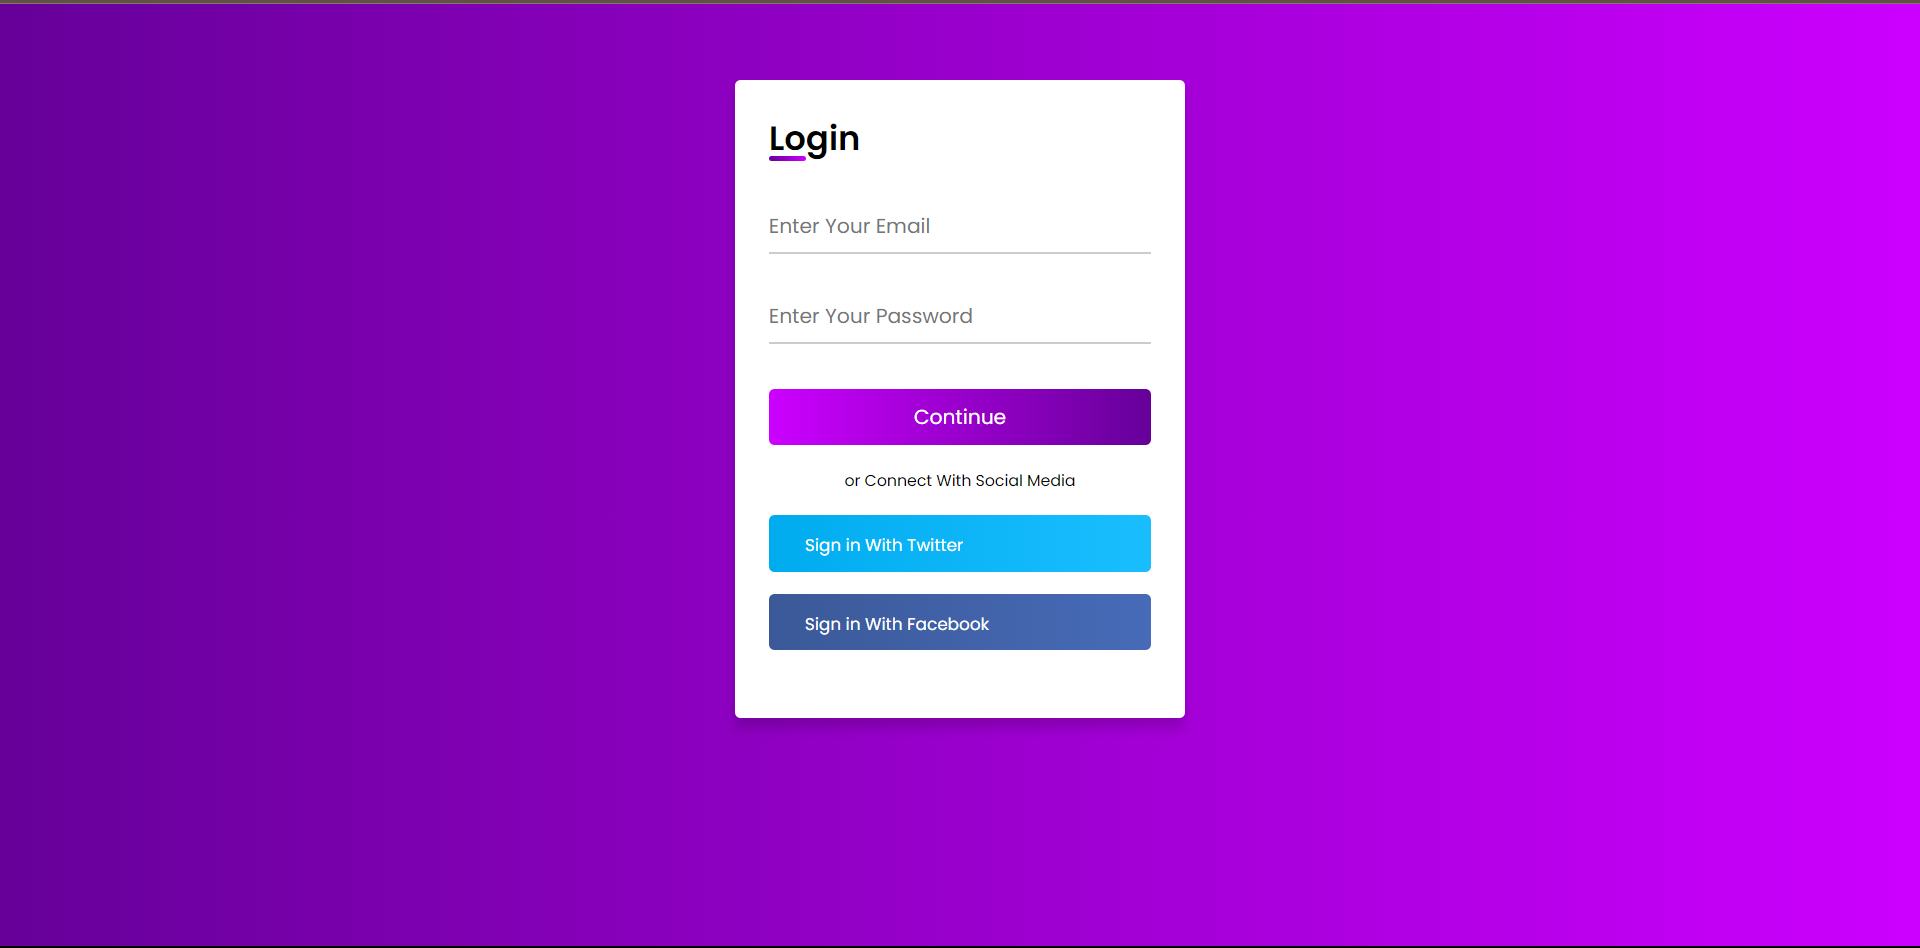 Login
Enter Your Email
Enter Your Password
Continue
or Connect With Social Media
Sign in With Twitter
Sign in With Facebook